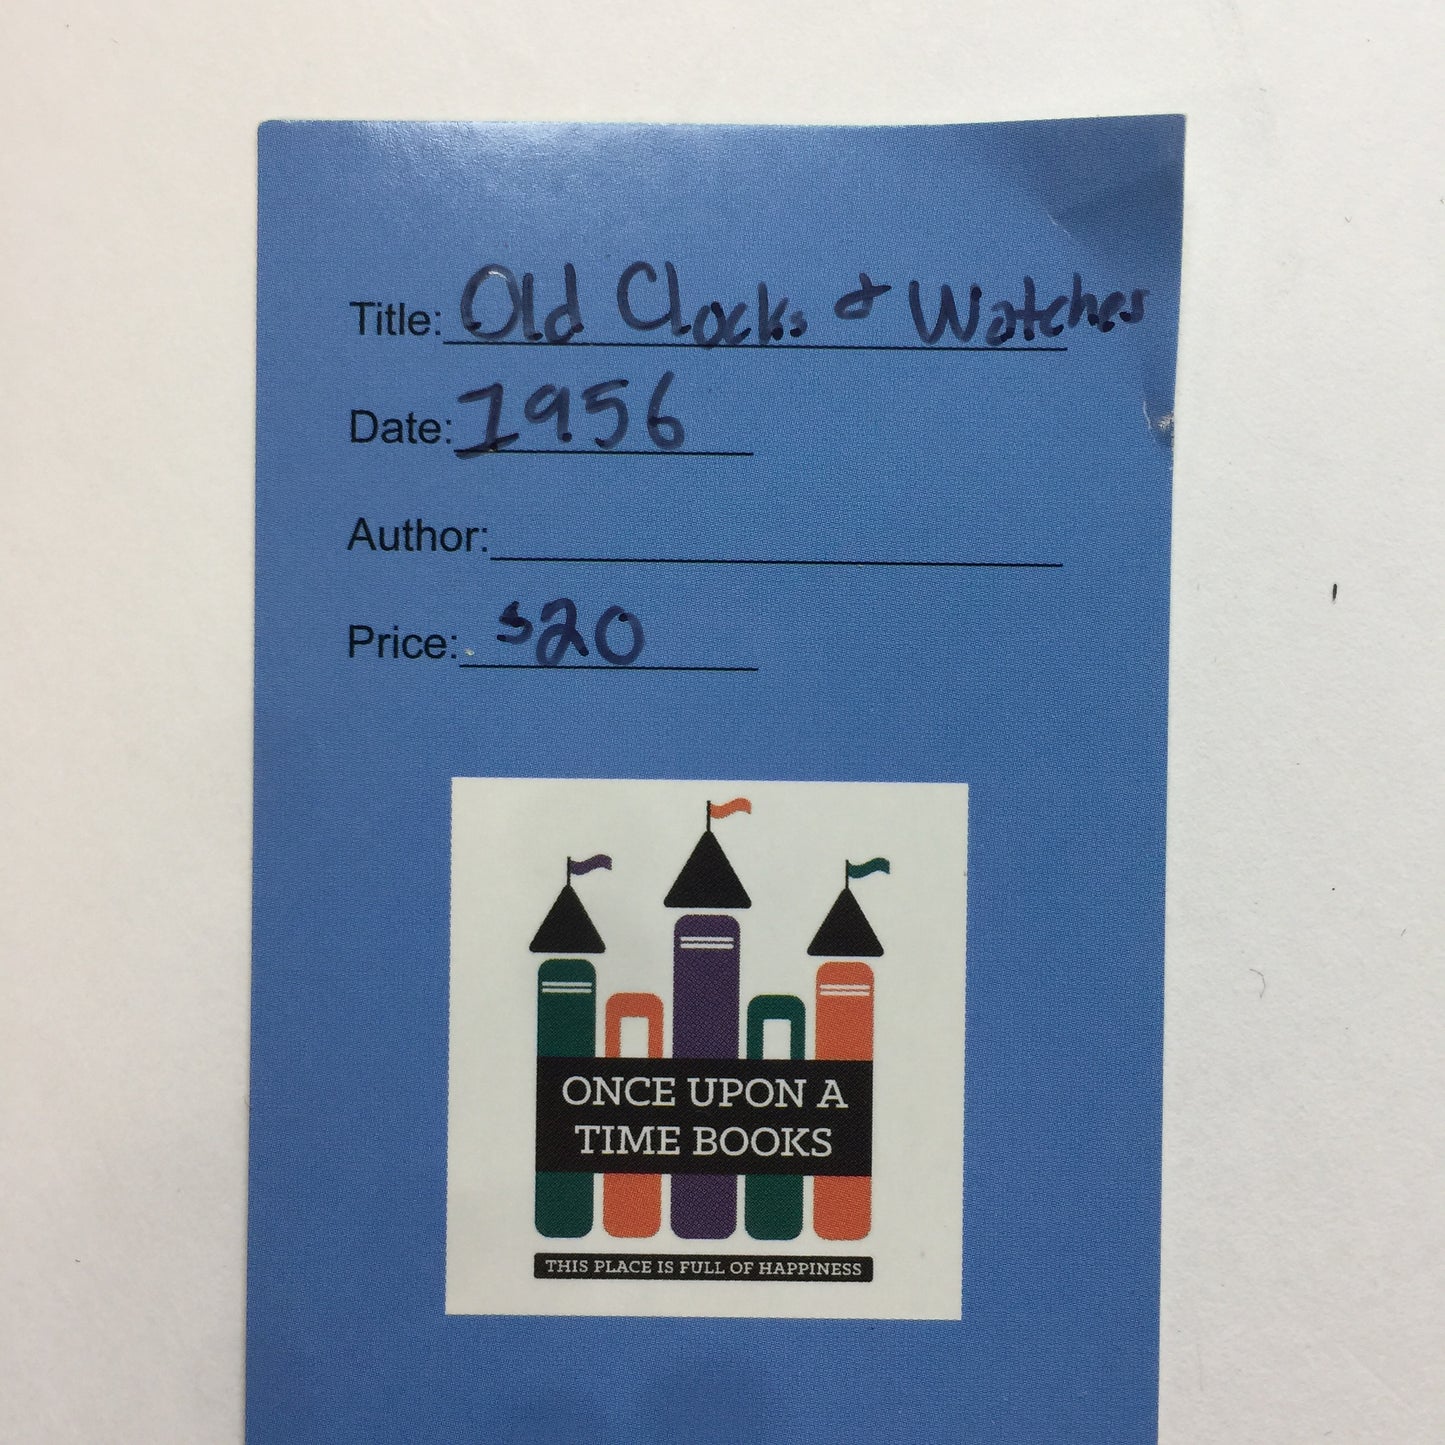 Title: Old Clocks & Watches
Date: 1956
Author:
Price: $20
ONCE UPON A
TIME BOOKS
THIS PLACE IS FULL OF HAPPINESS